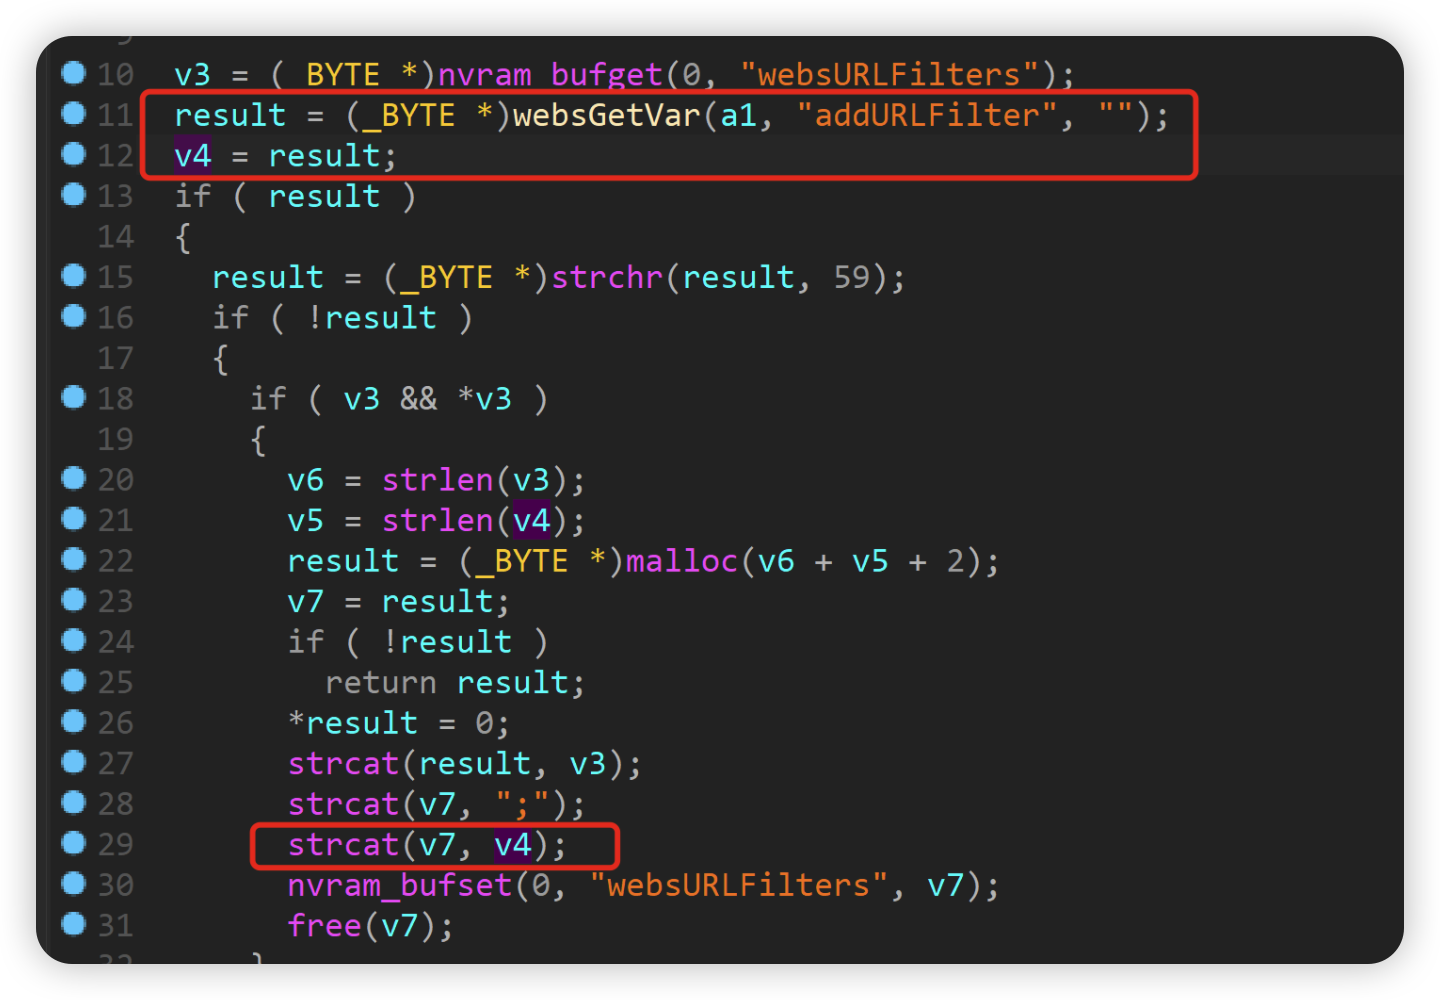 10 v3 = (_BYTE *)nvram_bufget(0, "websURLFilters");
11 result = (_BYTE *)websGetVar(a1, "addURLFilter", "");
12 v4 = result;
13 if ( result )
14 {
15 result = (_BYTE *)strchr(result, 59);
16 if ( !result )
17 {
18 if ( v3 && *v3 )
19 {
20 v6 = strlen(v3);
21 v5 = strlen(v4);
22 result = (_BYTE *)malloc(v6 + v5 + 2);
23 v7 = result;
24 if ( !result )
25 return result;
26 *result = 0;
27 strcat(result, v3);
28 strcat(v7, ";");
29 strcat(v7, v4);
30 nvram_bufset(0, "websURLFilters", v7);
31 free(v7);
32 }